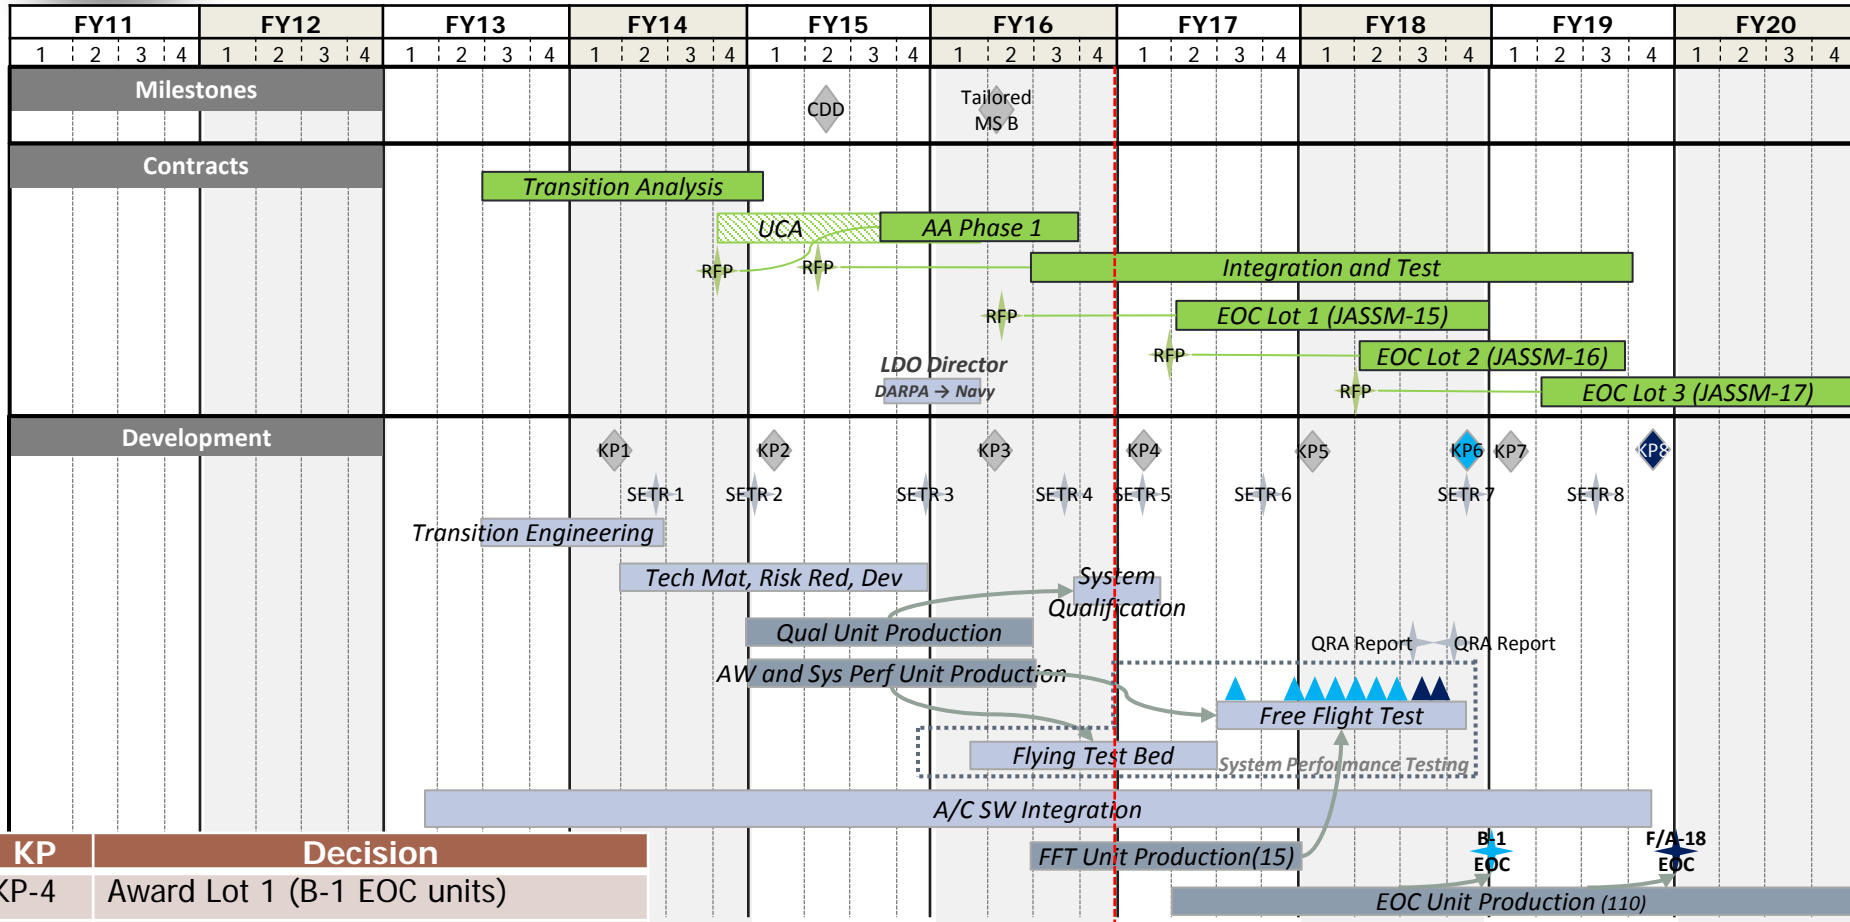 FY11 FY12 FY13 FY14 FY15 FY16 FY17 FY18 FY19 FY20
1 2 3 4 1 2 3 4 1 2 3 4 1 2 3 4 1 2 3 4 1 2 3 4 1 2 3 4 1 2 3 4 1 2 3 4 1 2 3 4
Milestones
CDD
Tailored
MS B
Contracts
Transition Analysis
UCA
AA Phase 1
RFP
RFP
Integration and Test
RFP
EOC Lot 1 (JASSM-15)
RFP
EOC Lot 2 (JASSM-16)
LDO Director
DARPA → Navy
RFP
EOC Lot 3 (JASSM-17)
Development
KP1 KP2 KP3 KP4 KP5 KP6 KP7 KP8
SETR 1 SETR 2 SETR 3 SETR 4 SETR 5 SETR 6 SETR 7 SETR 8
Transition Engineering
Tech Mat, Risk Red, Dev
System
Qualification
Qual Unit Production
QRA Report QRA Report
AW and Sys Perf Unit Production
Free Flight Test
Flying Test Bed
System Performance Testing
A/C SW Integration
B-1
EOC
F/A-18
EOC
FFT Unit Production(15)
EOC Unit Production (110)
KP Decision
KP-4 Award Lot 1 (B-1 EOC units)